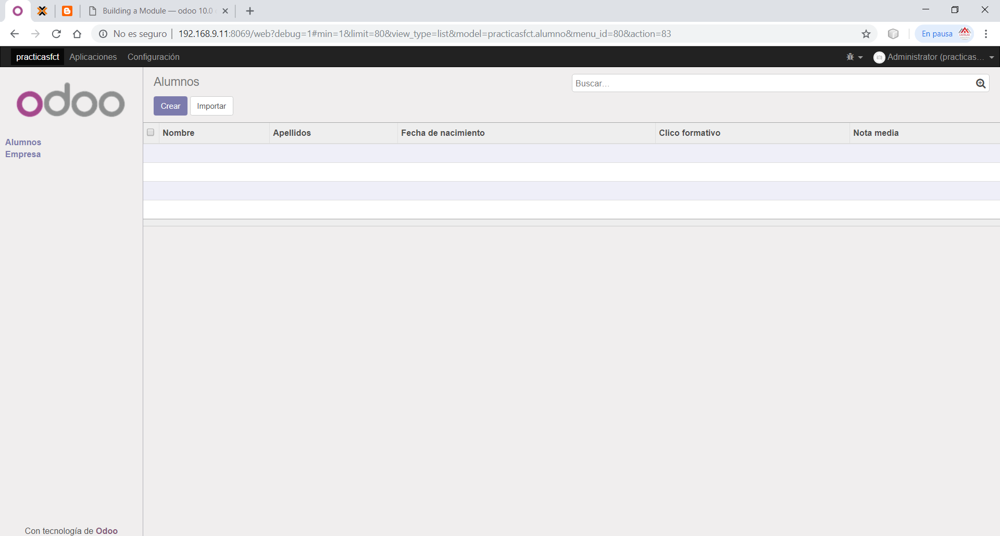 Building a Module — odoo 10.0
No es seguro | 192.168.9.11:8069/web?debug=1#min=1&limit=80&view_type=list&model=practicasfct.alumno&menu_id=80&action=83
En pausa
practicasfct Aplicaciones Configuración
Administrator (practicas...
odoo
Alumnos
Empresa
Alumnos
Buscar...
Crear Importar
Nombre Apellidos Fecha de nacimiento Clico formativo Nota media
Con tecnología de Odoo